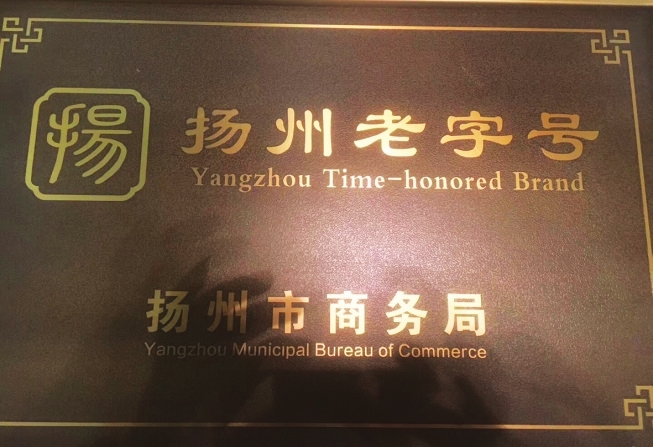 揚
扬州老字号
Yangzhou Time-honored Brand
扬州市商务局
Yangzhou Municipal Bureau of Commerce